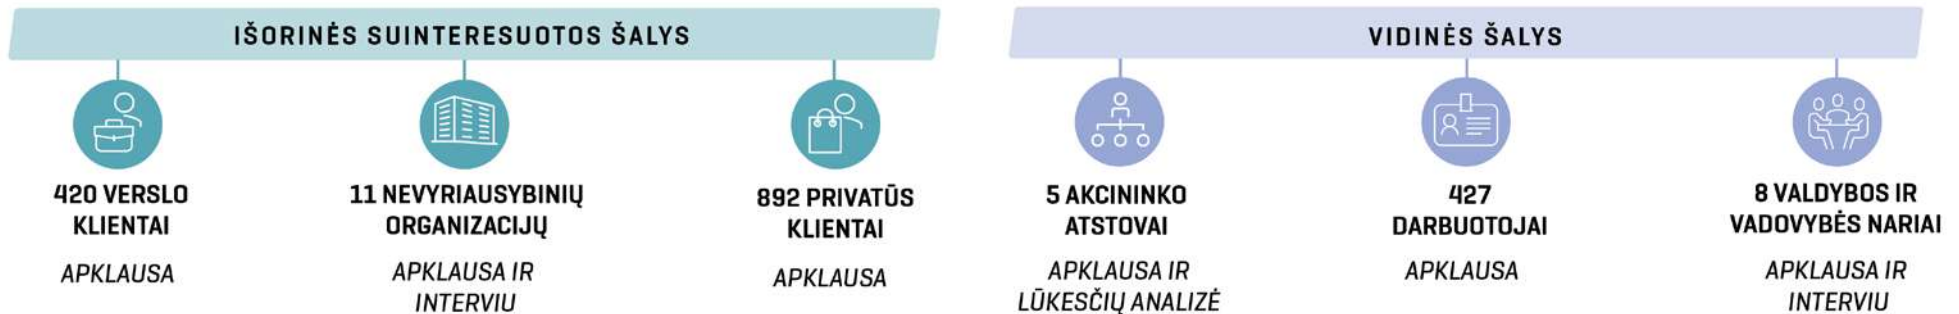 IŠORINĖS SUINTERESUOTOS ŠALYS
420 VERSLO
KLIENTAI
APKLAUSA
11 NEVYRIAUSYBINIŲ
ORGANIZACIJŲ
APKLAUSA IR
INTERVIU
892 PRIVATŪS
KLIENTAI
APKLAUSA
VIDINĖS ŠALYS
5 AKCININKO
ATSTOVAI
APKLAUSA IR
LŪKESČIŲ ANALIZĖ
427
DARBUOTOJAI
APKLAUSA
8 VALDYBOS IR
VADOVYBĖS NARIAI
APKLAUSA IR
INTERVIU